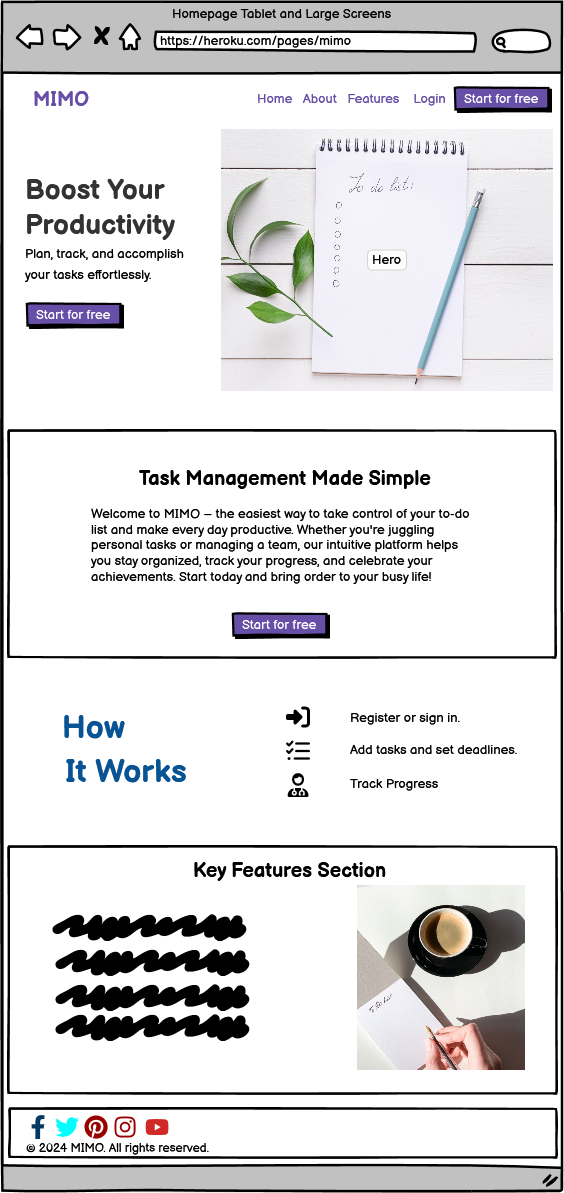 Homepage Tablet and Large Screens
https://heroku.com/pages/mimo
MIMO
Home About Features Login Start for free
To do list:
Boost Your
Productivity
Plan, track, and accomplish
your tasks effortlessly.
Hero
Start for free
Task Management Made Simple
Welcome to MIMO – the easiest way to take control of your to-do
list and make every day productive. Whether you're juggling
personal tasks or managing a team, our intuitive platform helps
you stay organized, track your progress, and celebrate your
achievements. Start today and bring order to your busy life!
Start for free
How
It Works
Register or sign in.
Add tasks and set deadlines.
Track Progress
Key Features Section
To Do List
© 2024 MIMO. All rights reserved.